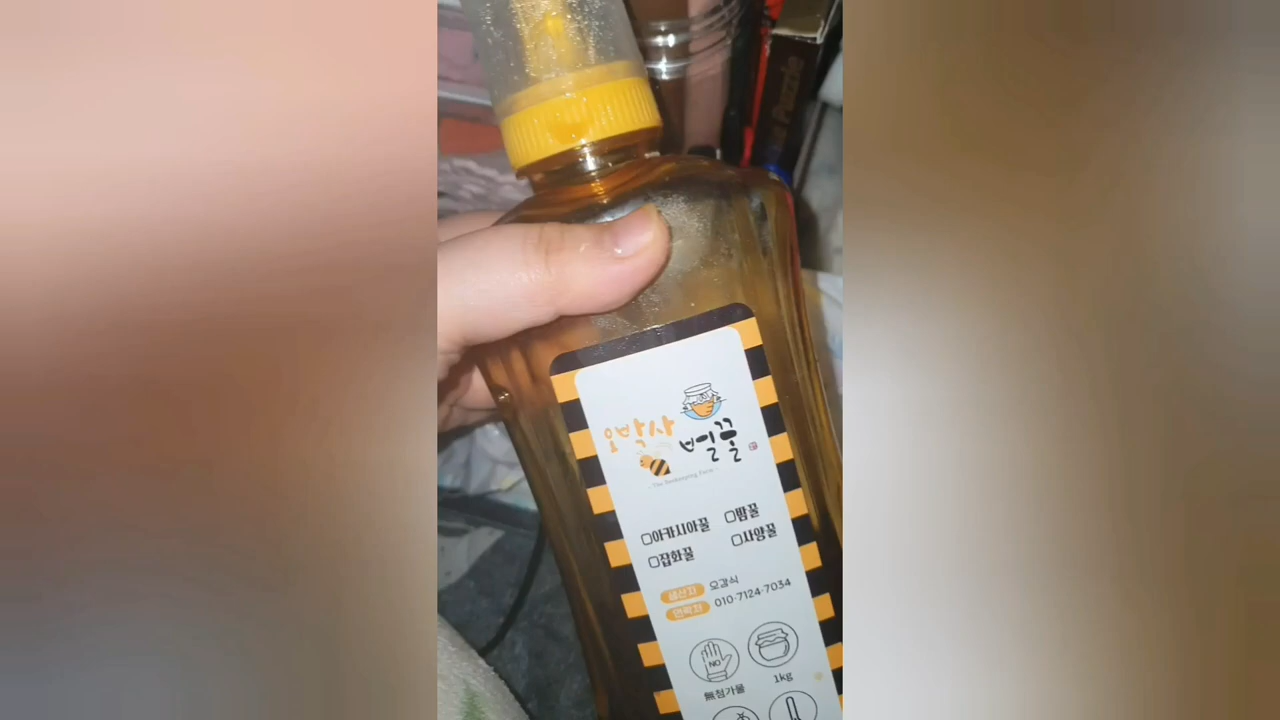 오박사
벌꿀
The Beekeeping Farm
□아카시아꿀 □밤꿀
□잡화꿀 □사양꿀
생산자 오강식
연락처 010-7124-7034
NO
無첨가물
1kg
Puzzle